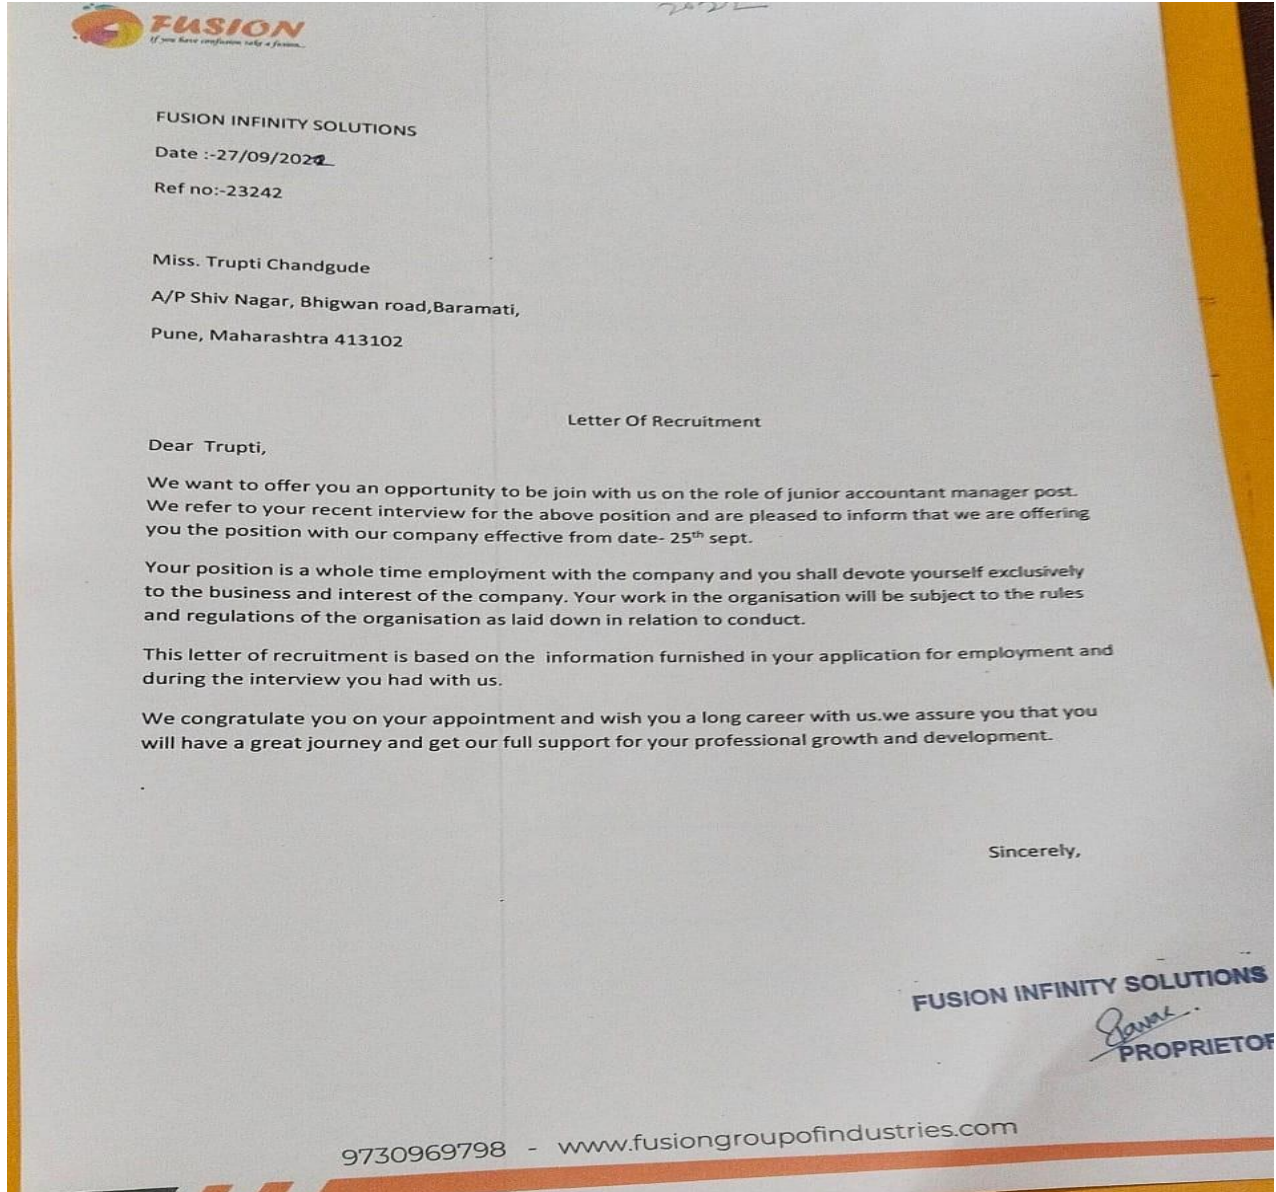 2022
FUSION
If you have confusion take a fusion...
FUSION INFINITY SOLUTIONS
Date :-27/09/2022
Ref no:-23242
Miss. Trupti Chandgude
A/P Shiv Nagar, Bhigwan road,Baramati,
Pune, Maharashtra 413102
Letter Of Recruitment
Dear Trupti,
We want to offer you an opportunity to be join with us on the role of junior accountant manager post.
We refer to your recent interview for the above position and are pleased to inform that we are offering
you the position with our company effective from date- 25th sept.
Your position is a whole time employment with the company and you shall devote yourself exclusively
to the business and interest of the company. Your work in the organisation will be subject to the rules
and regulations of the organisation as laid down in relation to conduct.
This letter of recruitment is based on the information furnished in your application for employment and
during the interview you had with us.
We congratulate you on your appointment and wish you a long career with us.we assure you that you
will have a great journey and get our full support for your professional growth and development.
.
Sincerely,
FUSION INFINITY SOLUTIONS
PROPRIETOR
9730969798 - www.fusiongroupofindustries.com